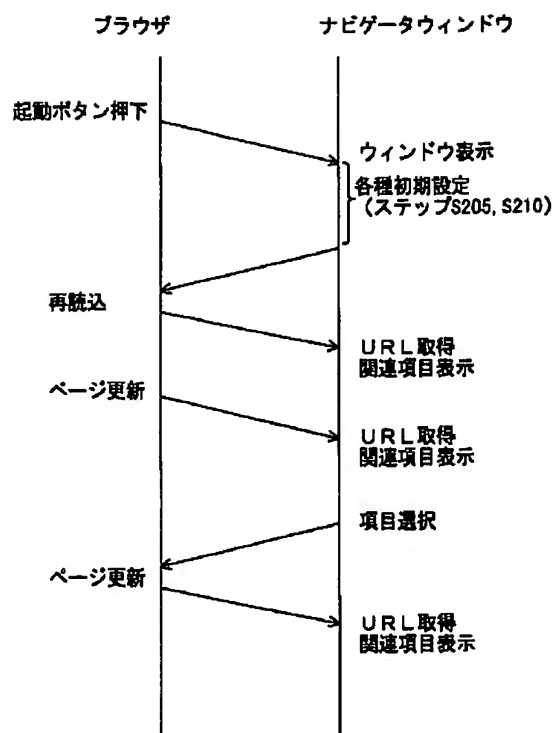 ブラウザ
ナビゲータウィンドウ
起動ボタン押下
ウィンドウ表示
各種初期設定
(ステップS205, S210)
再読込
URL取得
関連項目表示
ページ更新
URL取得
関連項目表示
項目選択
ページ更新
URL取得
関連項目表示